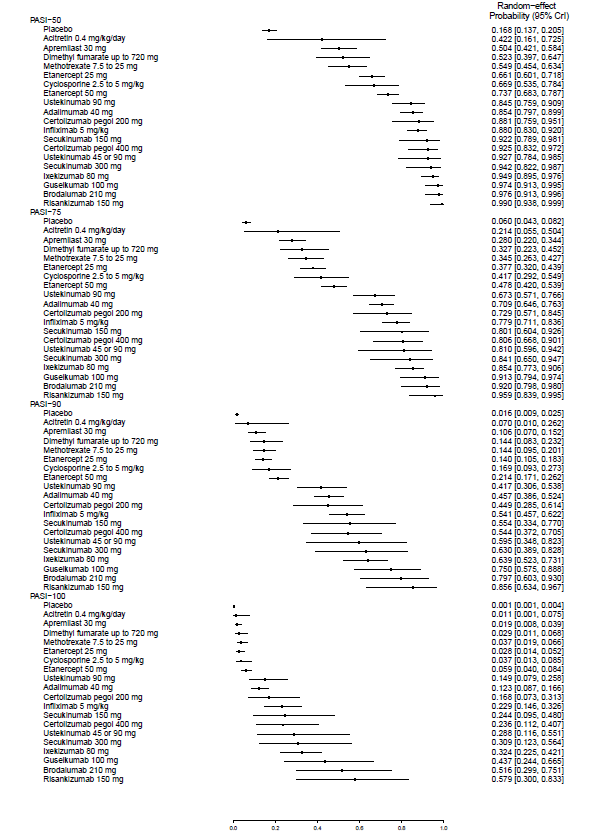 Random−effect
Probability (95% CrI)
PASI−50
Placebo 0.168 [0.137, 0.205]
Acitretin 0.4 mg/kg/day 0.422 [0.161, 0.725]
Apremilast 30 mg 0.504 [0.421, 0.584]
Dimethyl fumarate up to 720 mg 0.523 [0.397, 0.647]
Methotrexate 7.5 to 25 mg 0.549 [0.454, 0.634]
Etanercept 25 mg 0.661 [0.601, 0.718]
Cyclosporine 2.5 to 5 mg/kg 0.669 [0.535, 0.784]
Etanercept 50 mg 0.737 [0.683, 0.787]
Ustekinumab 90 mg 0.845 [0.759, 0.909]
Adalimumab 40 mg 0.854 [0.797, 0.899]
Certolizumab pegol 200 mg 0.881 [0.759, 0.951]
Infliximab 5 mg/kg 0.880 [0.830, 0.920]
Secukinumab 150 mg 0.922 [0.789, 0.981]
Certolizumab pegol 400 mg 0.925 [0.832, 0.972]
Ustekinumab 45 or 90 mg 0.927 [0.784, 0.985]
Secukinumab 300 mg 0.942 [0.822, 0.987]
Ixekizumab 80 mg 0.949 [0.895, 0.976]
Guselkumab 100 mg 0.974 [0.913, 0.995]
Brodalumab 210 mg 0.976 [0.913, 0.996]
Risankizumab 150 mg 0.990 [0.938, 0.999]
PASI−75
Placebo 0.060 [0.043, 0.082]
Acitretin 0.4 mg/kg/day 0.214 [0.055, 0.504]
Apremilast 30 mg 0.280 [0.220, 0.344]
Dimethyl fumarate up to 720 mg 0.327 [0.223, 0.452]
Methotrexate 7.5 to 25 mg 0.345 [0.263, 0.427]
Etanercept 25 mg 0.377 [0.320, 0.439]
Cyclosporine 2.5 to 5 mg/kg 0.417 [0.292, 0.549]
Etanercept 50 mg 0.478 [0.420, 0.539]
Ustekinumab 90 mg 0.673 [0.571, 0.766]
Adalimumab 40 mg 0.709 [0.646, 0.763]
Certolizumab pegol 200 mg 0.729 [0.571, 0.845]
Infliximab 5 mg/kg 0.779 [0.711, 0.836]
Secukinumab 150 mg 0.801 [0.604, 0.926]
Certolizumab pegol 400 mg 0.806 [0.668, 0.901]
Ustekinumab 45 or 90 mg 0.810 [0.596, 0.942]
Secukinumab 300 mg 0.841 [0.650, 0.947]
Ixekizumab 80 mg 0.854 [0.773, 0.906]
Guselkumab 100 mg 0.913 [0.794, 0.974]
Brodalumab 210 mg 0.920 [0.798, 0.980]
Risankizumab 150 mg 0.959 [0.839, 0.995]
PASI−90
Placebo 0.016 [0.009, 0.025]
Acitretin 0.4 mg/kg/day 0.070 [0.010, 0.262]
Apremilast 30 mg 0.106 [0.070, 0.152]
Dimethyl fumarate up to 720 mg 0.144 [0.083, 0.232]
Methotrexate 7.5 to 25 mg 0.144 [0.095, 0.201]
Etanercept 25 mg 0.140 [0.105, 0.183]
Cyclosporine 2.5 to 5 mg/kg 0.169 [0.093, 0.273]
Etanercept 50 mg 0.214 [0.171, 0.262]
Ustekinumab 90 mg 0.417 [0.306, 0.538]
Adalimumab 40 mg 0.457 [0.386, 0.524]
Certolizumab pegol 200 mg 0.449 [0.285, 0.614]
Infliximab 5 mg/kg 0.541 [0.457, 0.622]
Secukinumab 150 mg 0.554 [0.334, 0.770]
Certolizumab pegol 400 mg 0.544 [0.372, 0.705]
Ustekinumab 45 or 90 mg 0.595 [0.348, 0.823]
Secukinumab 300 mg 0.630 [0.389, 0.828]
Ixekizumab 80 mg 0.639 [0.523, 0.731]
Guselkumab 100 mg 0.750 [0.575, 0.888]
Brodalumab 210 mg 0.797 [0.603, 0.930]
Risankizumab 150 mg 0.856 [0.634, 0.967]
PASI−100
Placebo 0.001 [0.001, 0.004]
Acitretin 0.4 mg/kg/day 0.011 [0.001, 0.075]
Apremilast 30 mg 0.019 [0.008, 0.039]
Dimethyl fumarate up to 720 mg 0.029 [0.011, 0.068]
Methotrexate 7.5 to 25 mg 0.037 [0.019, 0.066]
Etanercept 25 mg 0.028 [0.014, 0.052]
Cyclosporine 2.5 to 5 mg/kg 0.037 [0.013, 0.085]
Etanercept 50 mg 0.059 [0.040, 0.084]
Ustekinumab 90 mg 0.149 [0.079, 0.258]
Adalimumab 40 mg 0.123 [0.087, 0.166]
Certolizumab pegol 200 mg 0.168 [0.073, 0.313]
Infliximab 5 mg/kg 0.229 [0.146, 0.326]
Secukinumab 150 mg 0.244 [0.095, 0.480]
Certolizumab pegol 400 mg 0.236 [0.112, 0.407]
Ustekinumab 45 or 90 mg 0.288 [0.116, 0.551]
Secukinumab 300 mg 0.309 [0.123, 0.564]
Ixekizumab 80 mg 0.324 [0.225, 0.421]
Guselkumab 100 mg 0.437 [0.244, 0.665]
Brodalumab 210 mg 0.516 [0.299, 0.751]
Risankizumab 150 mg 0.579 [0.300, 0.833]
0.0 0.2 0.4 0.6 0.8 1.0